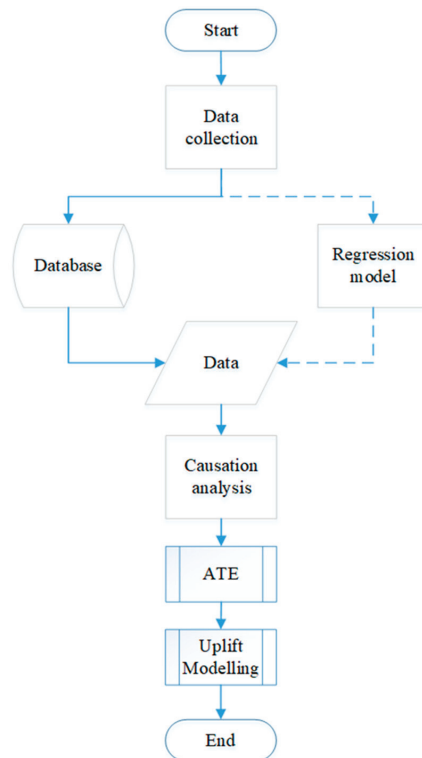 Start
Data
collection
Database
Regression
model
Data
Causation
analysis
ATE
Uplift
Modelling
End